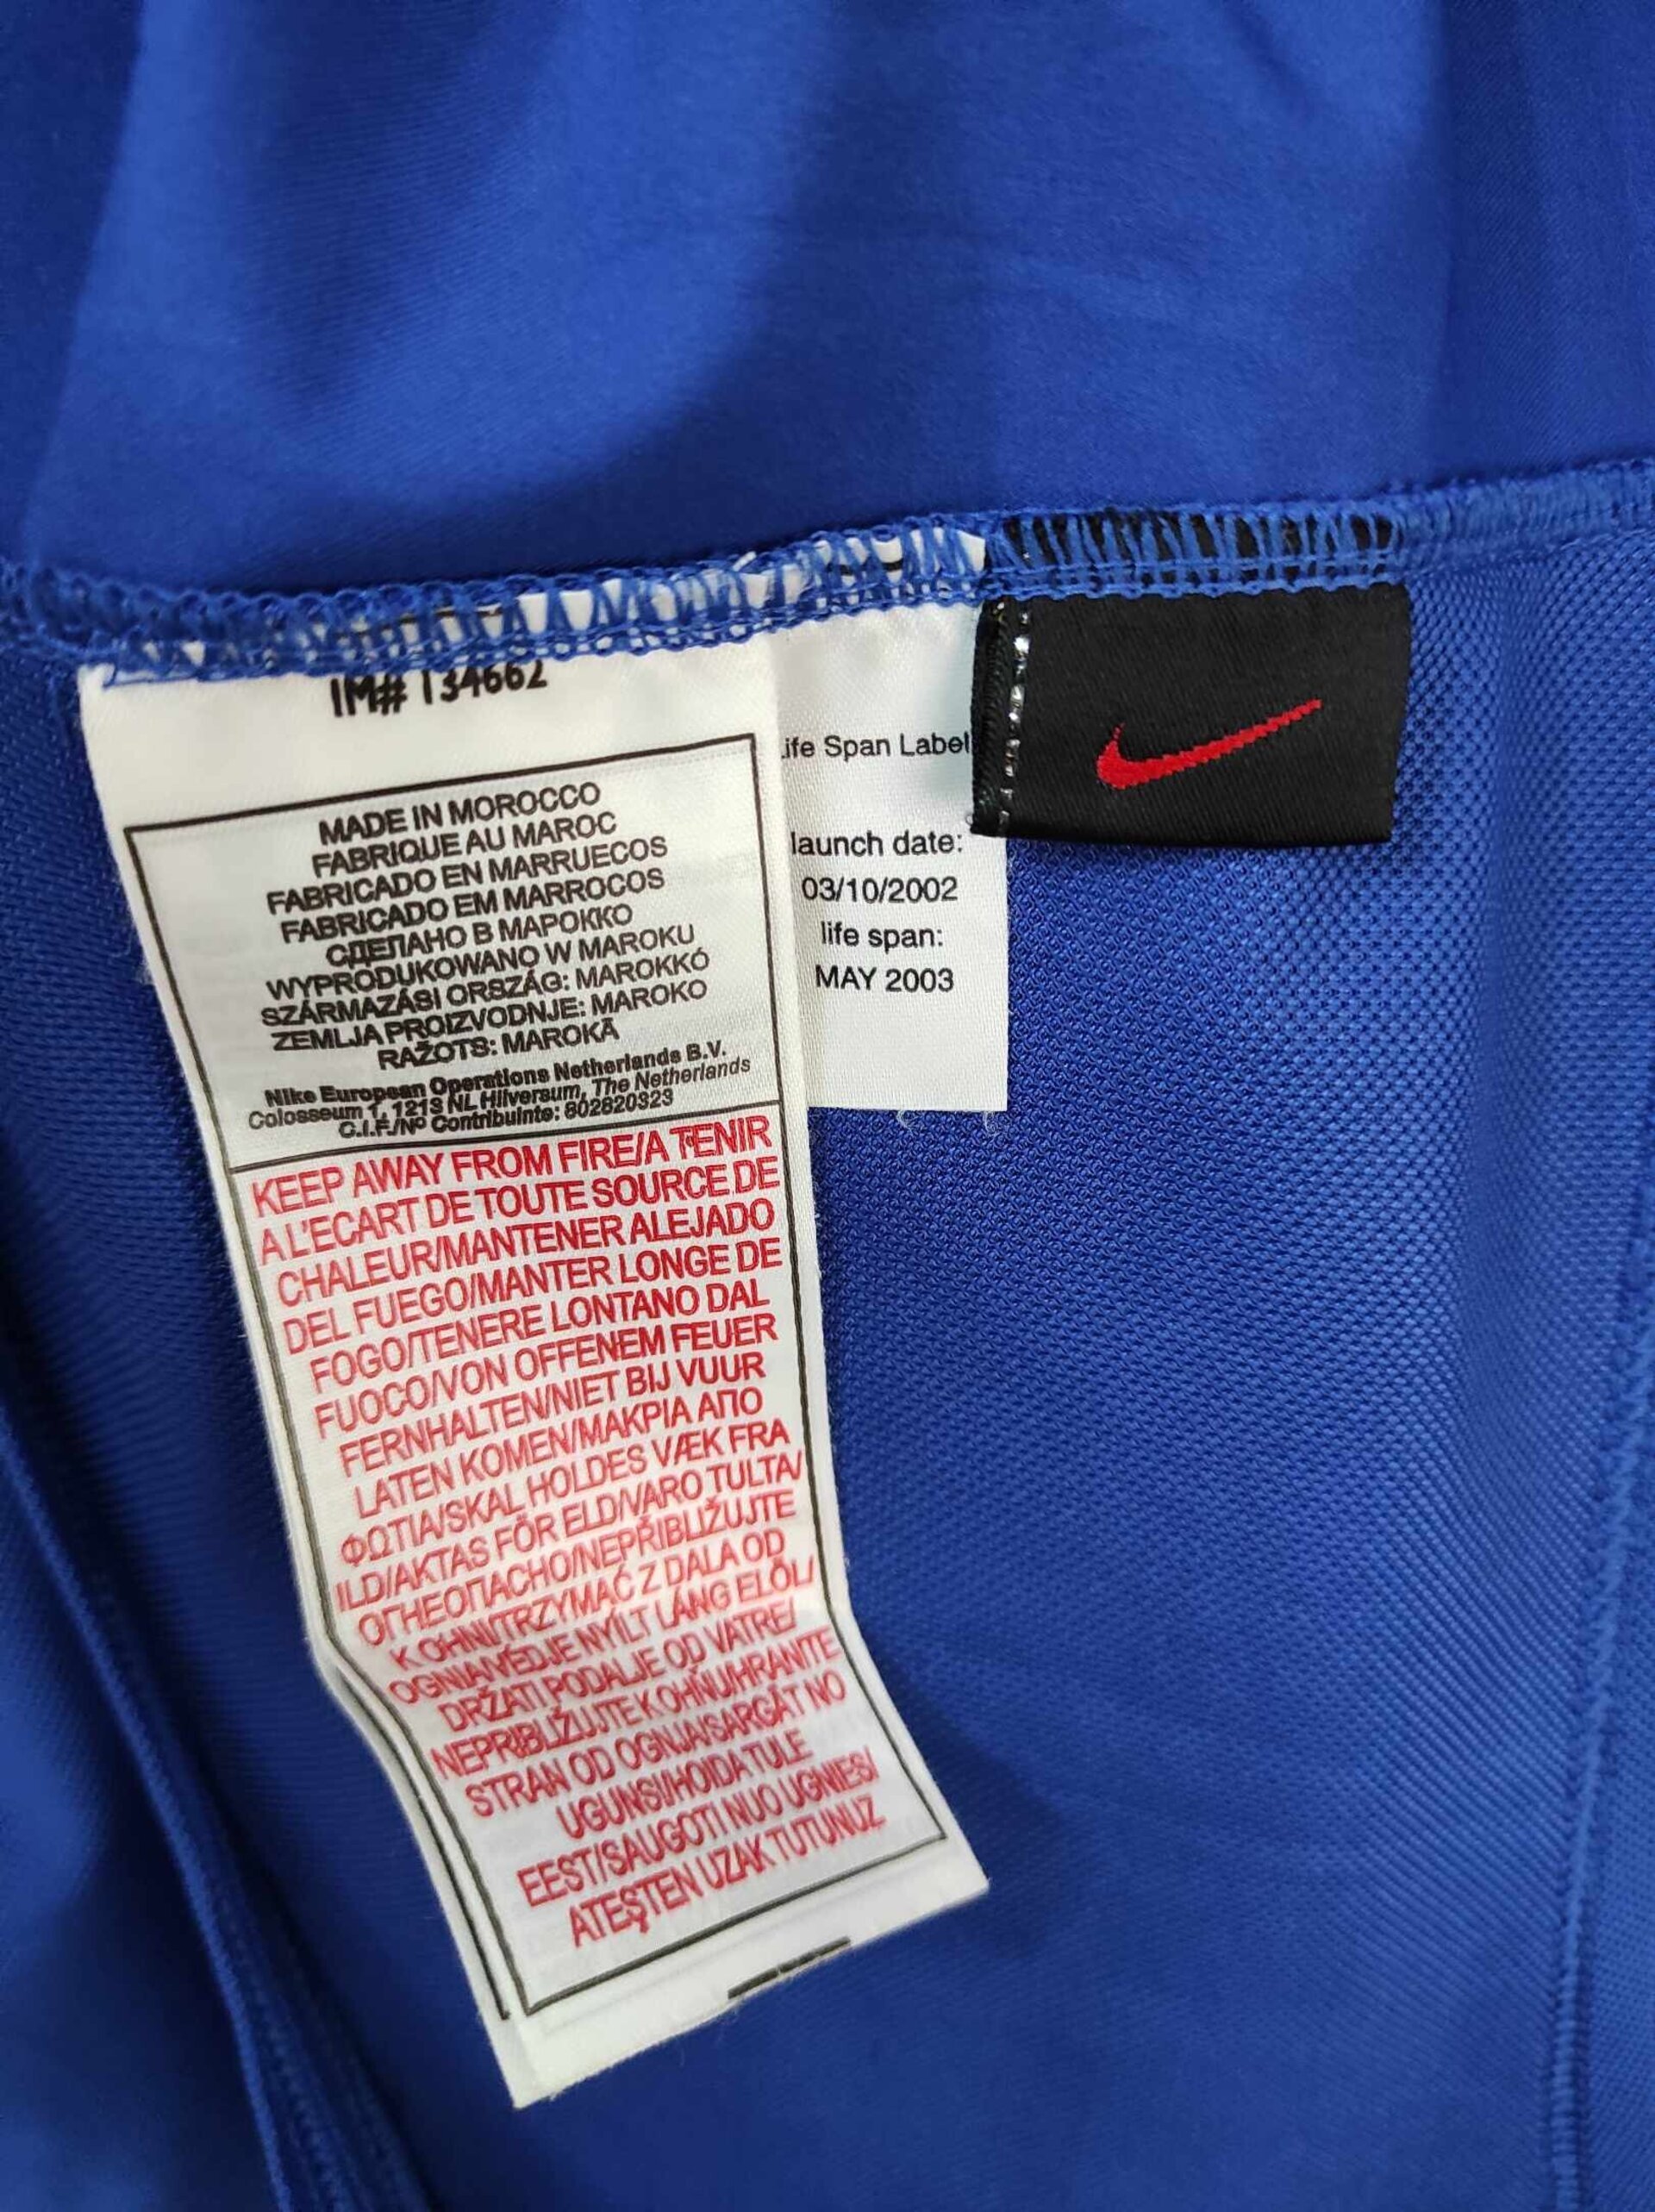 IM# 134662
MADE IN MOROCCO
FABRIQUE AU MAROC
FABRICADO EN MARRUECOS
FABRICADO EM MARROCOS
СДЕЛАНО В МАРОККО
WYPRODUKOWANO W MAROKU
SZÁRMAZÁSI ORSZÁG: MAROKKÓ
ZEMLJA PROIZVODNJE: MAROKO
RAŽOTS: MAROKĀ
Nike European Operations Netherlands B.V.
Colosseum 1, 1213 NL Hilversum, The Netherlands
C.I.F./Nº Contribuinte: 802820323
KEEP AWAY FROM FIRE/A TENIR
A L'ECART DE TOUTE SOURCE DE
CHALEUR/MANTENER ALEJADO
DEL FUEGO/MANTER LONGE DE
FOGO/TENERE LONTANO DAL
FUOCO/VON OFFENEM FEUER
FERNHALTEN/NIET BIJ VUUR
LATEN KOMEN/ΜΑΚΡΙΑ ΑΠΟ
ΦΩΤΙΑ/SKAL HOLDES VÆK FRA
ILD/AKTAS FÖR ELD/VARO TULTA/
ОГНЕОПАСНО/NEPŘIBLIŽUJTE
K OHNI/TRZYMAĆ Z DALA OD
OGNIA/VÉDJE NYÍLT LÁNG ELŐL/
DRŽATI PODALJE OD VATRE/
NEPRIBLIŽUJTE K OHŇU/HRANITE
STRAN OD OGNJA/SARGĀT NO
UGUNS/HOIDA TULE
EEST/SAUGOTI NUO UGNIES/
ATEŞTEN UZAK TUTUNUZ
ife Span Label
launch date:
03/10/2002
life span:
MAY 2003